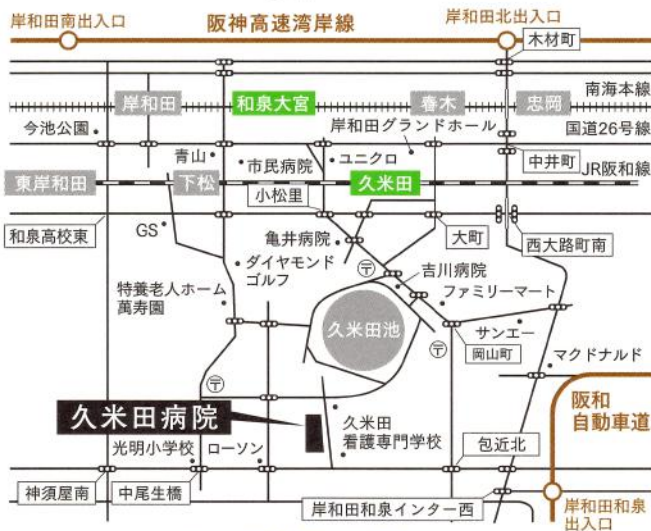 岸和田南出入口
阪神高速湾岸線
岸和田北出入口
木材町
南海本線
岸和田
和泉大宮
春木
忠岡
今池公園
岸和田グランドホール
国道26号線
青山
市民病院
ユニクロ
中井町
JR阪和線
東岸和田
下松
久米田
小松里
和泉高校東
GS
亀井病院
大町
西大路町南
ダイヤモンド
ゴルフ
〒
吉川病院
特養老人ホーム
萬寿園
ファミリーマート
久米田池
サンエー
〒
岡山町
マクドナルド
〒
阪和
自動車道
久米田病院
久米田
看護専門学校
光明小学校
ローソン
包近北
神須屋南
中尾生橋
岸和田和泉インター西
岸和田和泉
出入口